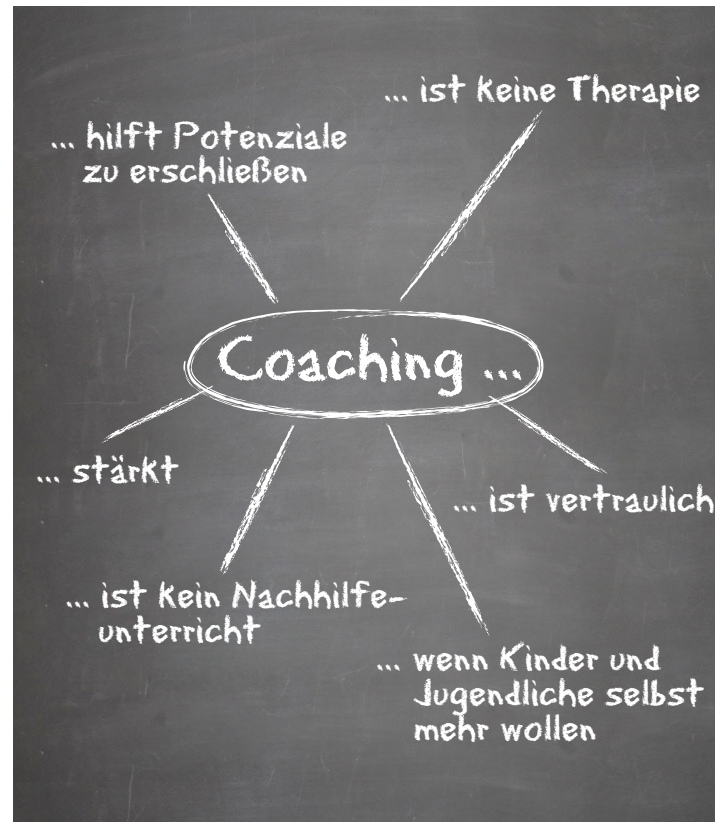 ... ist keine Therapie
... hilft Potenziale
zu erschließen
Coaching ...
... stärkt
... ist vertraulich
... ist kein Nachhilfe-
unterricht
... wenn Kinder und
Jugendliche selbst
mehr wollen